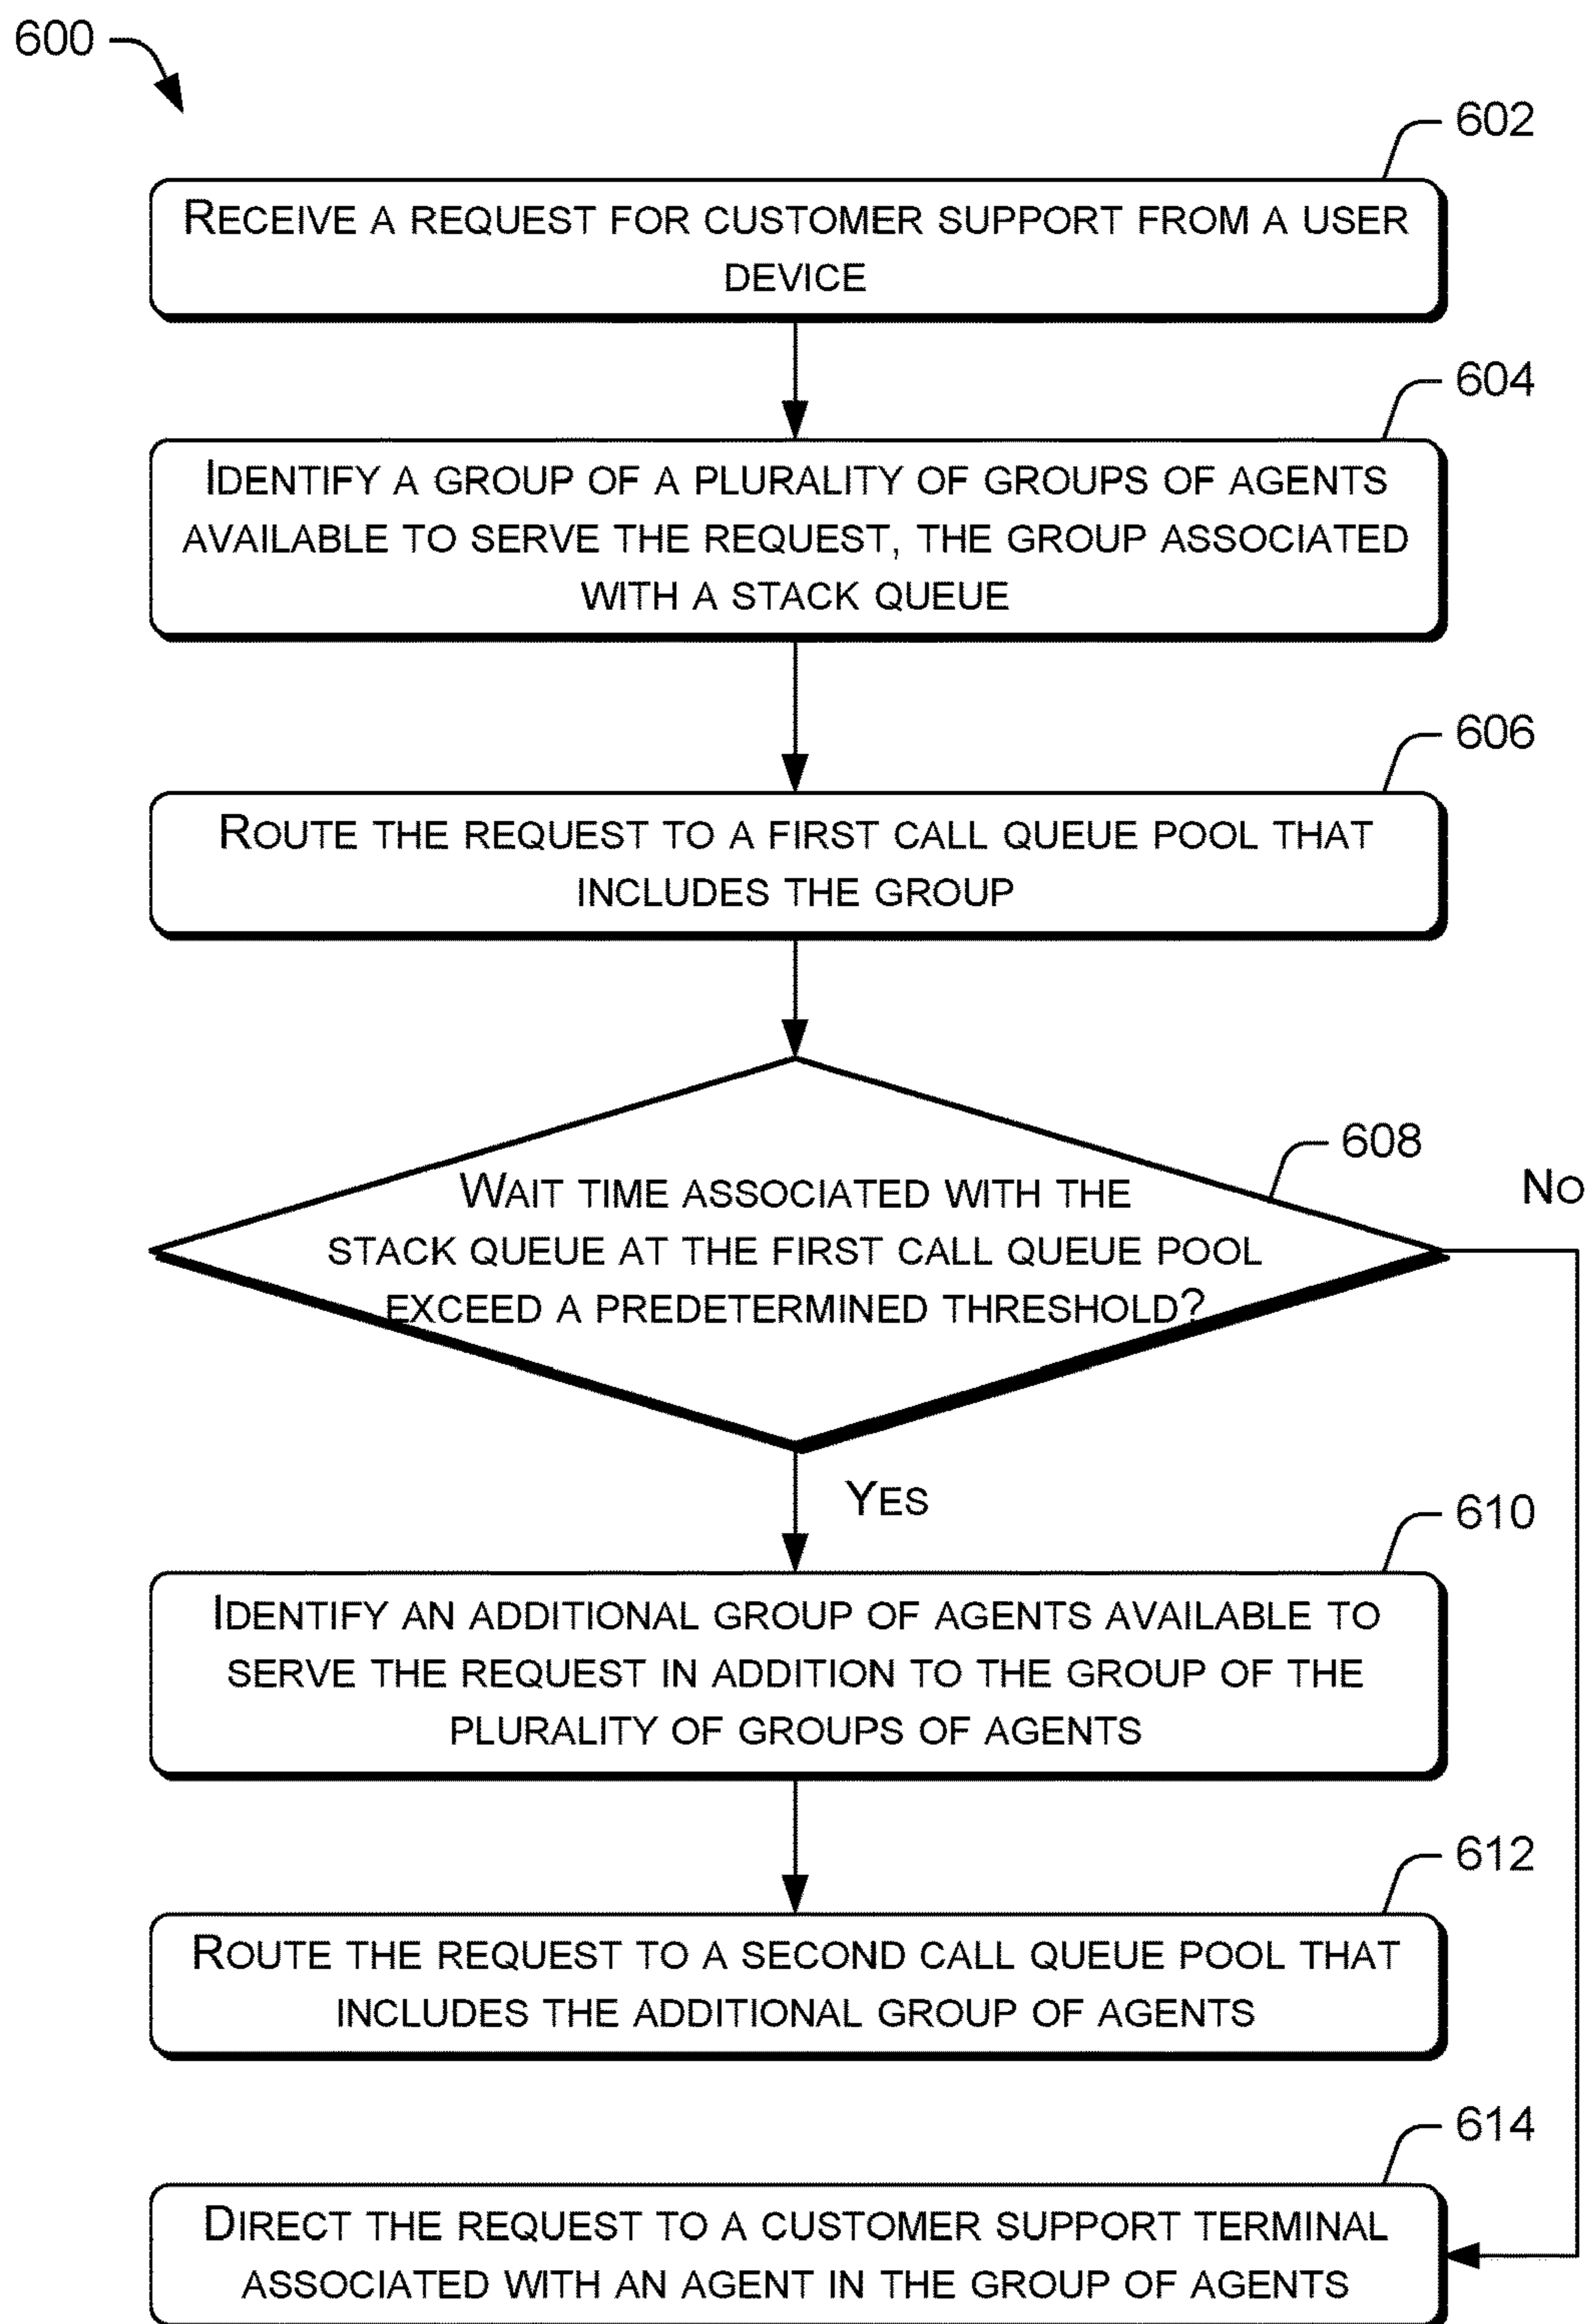 600
602
RECEIVE A REQUEST FOR CUSTOMER SUPPORT FROM A USER
DEVICE
604
IDENTIFY A GROUP OF A PLURALITY OF GROUPS OF AGENTS
AVAILABLE TO SERVE THE REQUEST, THE GROUP ASSOCIATED
WITH A STACK QUEUE
606
ROUTE THE REQUEST TO A FIRST CALL QUEUE POOL THAT
INCLUDES THE GROUP
608
NO
WAIT TIME ASSOCIATED WITH THE
STACK QUEUE AT THE FIRST CALL QUEUE POOL
EXCEED A PREDETERMINED THRESHOLD?
YES
610
IDENTIFY AN ADDITIONAL GROUP OF AGENTS AVAILABLE TO
SERVE THE REQUEST IN ADDITION TO THE GROUP OF THE
PLURALITY OF GROUPS OF AGENTS
612
ROUTE THE REQUEST TO A SECOND CALL QUEUE POOL THAT
INCLUDES THE ADDITIONAL GROUP OF AGENTS
614
DIRECT THE REQUEST TO A CUSTOMER SUPPORT TERMINAL
ASSOCIATED WITH AN AGENT IN THE GROUP OF AGENTS